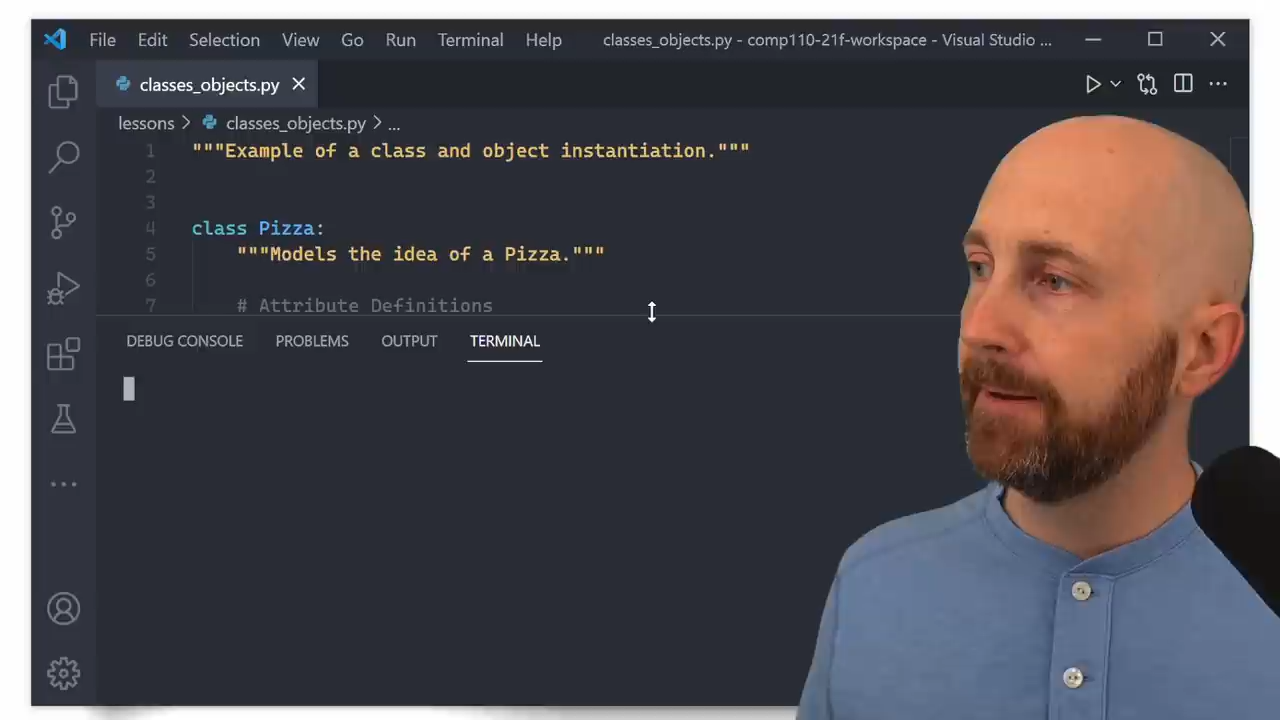 File Edit Selection View Go Run Terminal Help classes_objects.py - comp110-21f-workspace - Visual Studio ...
classes_objects.py
lessons > classes_objects.py > ...
1 """Example of a class and object instantiation."""
2
3
4 class Pizza:
5 """Models the idea of a Pizza."""
6
7 # Attribute Definitions
DEBUG CONSOLE PROBLEMS OUTPUT TERMINAL